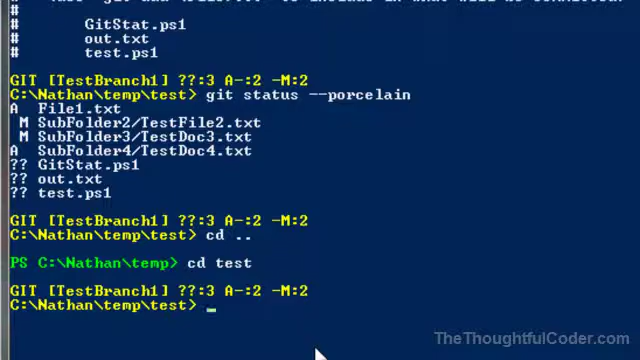 #
#       GitStat.ps1
#       out.txt
#       test.ps1
GIT [TestBranch1] ??:3 A-:2 -M:2
C:\Nathan\temp\test> git status --porcelain
A  File1.txt
 M SubFolder2/TestFile2.txt
 M SubFolder3/TestDoc3.txt
A  SubFolder4/TestDoc4.txt
?? GitStat.ps1
?? out.txt
?? test.ps1
GIT [TestBranch1] ??:3 A-:2 -M:2
C:\Nathan\temp\test> cd ..
PS C:\Nathan\temp> cd test
GIT [TestBranch1] ??:3 A-:2 -M:2
C:\Nathan\temp\test> _
TheThoughtfulCoder.com